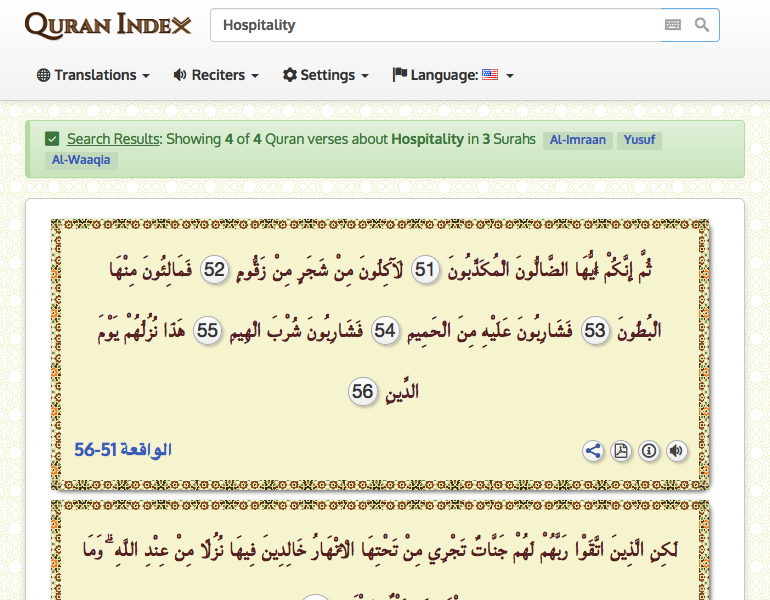 QURAN INDEX
Hospitality
Translations
Reciters
Settings
Language:
Search Results: Showing 4 of 4 Quran verses about Hospitality in 3 Surahs Al-Imraan Yusuf
Al-Waaqia
ثُمَّ إِنَّكُمْ أَيُّهَا الضَّالُّونَ الْمُكَذِّبُونَ 51 لَآكِلُونَ مِنْ شَجَرٍ مِنْ زَقُّومٍ 52 فَمَالِئُونَ مِنْهَا
الْبُطُونَ 53 فَشَارِبُونَ عَلَيْهِ مِنَ الْحَمِيمِ 54 فَشَارِبُونَ شُرْبَ الْهِيمِ 55 هَذَا نُزُلُهُمْ يَوْمَ
الدِّينِ 56
الواقعة 51-56
لَكِنِ الَّذِينَ اتَّقَوْا رَبَّهُمْ لَهُمْ جَنَّاتٌ تَجْرِي مِنْ تَحْتِهَا الْأَنْهَارُ خَالِدِينَ فِيهَا نُزُلًا مِنْ عِنْدِ اللَّهِ ۗ وَمَا